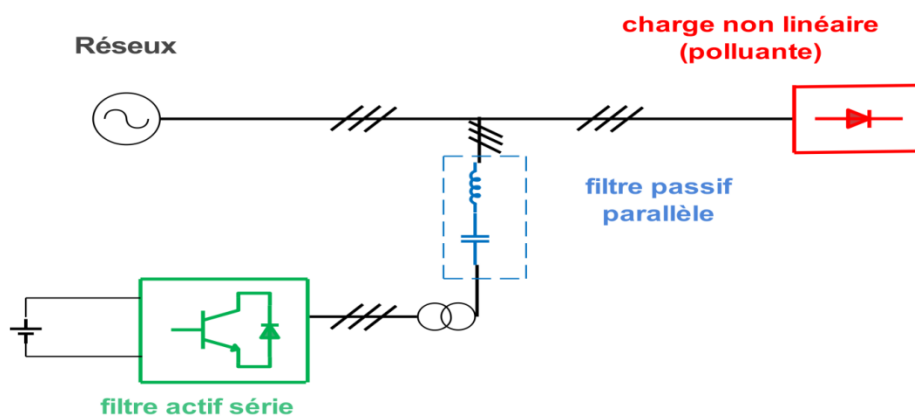 Réseux
charge non linéaire
(polluante)
filtre passif
parallèle
filtre actif série